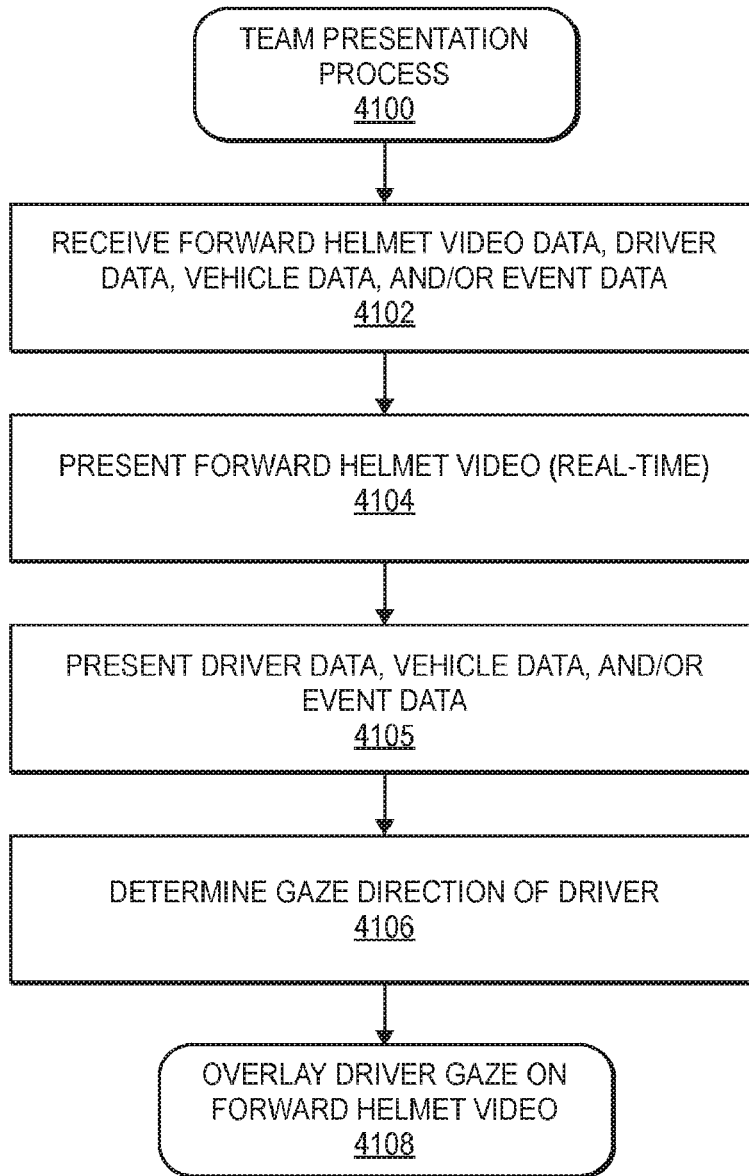 TEAM PRESENTATION
PROCESS
4100
RECEIVE FORWARD HELMET VIDEO DATA, DRIVER
DATA, VEHICLE DATA, AND/OR EVENT DATA
4102
PRESENT FORWARD HELMET VIDEO (REAL-TIME)
4104
PRESENT DRIVER DATA, VEHICLE DATA, AND/OR
EVENT DATA
4105
DETERMINE GAZE DIRECTION OF DRIVER
4106
OVERLAY DRIVER GAZE ON
FORWARD HELMET VIDEO
4108